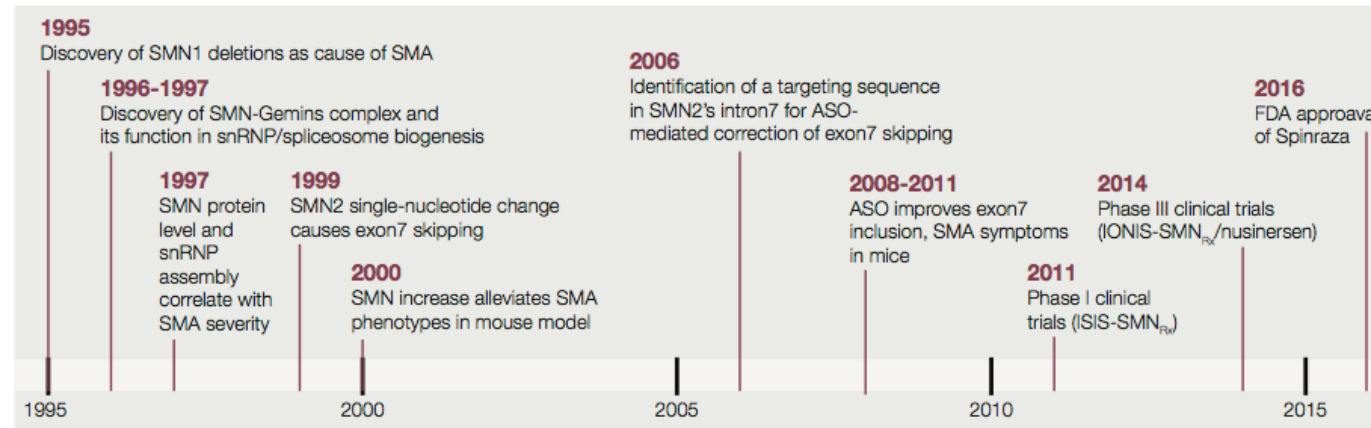 1995
Discovery of SMN1 deletions as cause of SMA
1996-1997
Discovery of SMN-Gemins complex and
its function in snRNP/spliceosome biogenesis
1997
SMN protein
level and
snRNP
assembly
correlate with
SMA severity
1999
SMN2 single-nucleotide change
causes exon7 skipping
2000
SMN increase alleviates SMA
phenotypes in mouse model
2006
Identification of a targeting sequence
in SMN2's intron7 for ASO-
mediated correction of exon7 skipping
2008-2011
ASO improves exon7
inclusion, SMA symptoms
in mice
2011
Phase I clinical
trials (ISIS-SMNRx)
2014
Phase III clinical trials
(IONIS-SMNRx/nusinersen)
2016
FDA approva
of Spinraza
1995
2000
2005
2010
2015